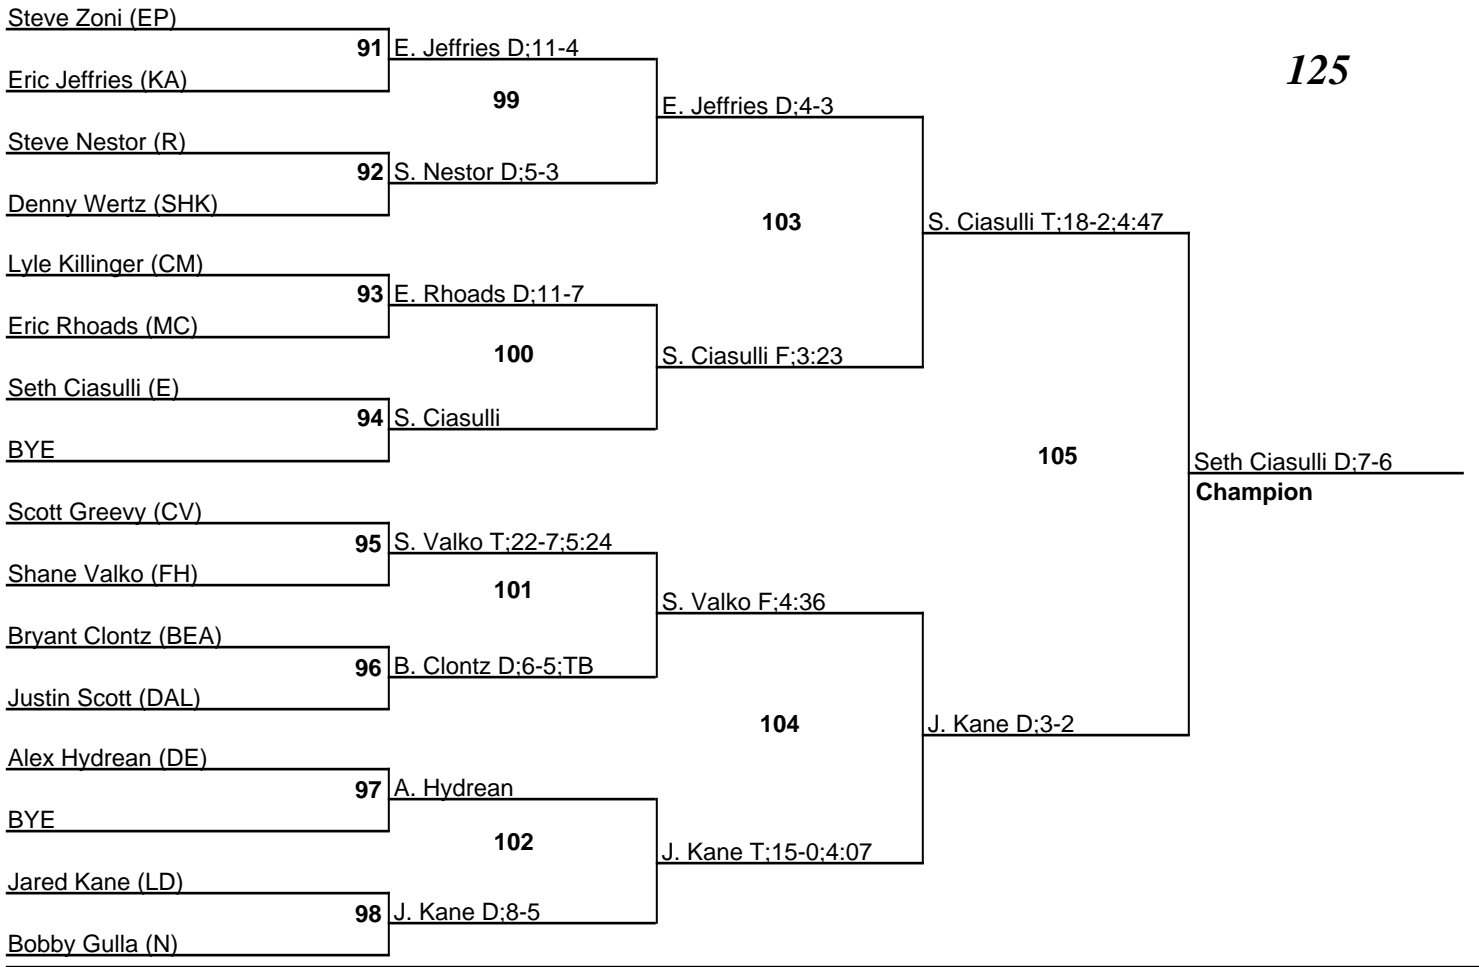 Steve Zoni (EP)
91 E. Jeffries D;11-4
125
Eric Jeffries (KA)
99
E. Jeffries D;4-3
Steve Nestor (R)
92 S. Nestor D;5-3
Denny Wertz (SHK)
103
S. Ciasulli T;18-2;4:47
Lyle Killinger (CM)
93 E. Rhoads D;11-7
Eric Rhoads (MC)
100
S. Ciasulli F;3:23
Seth Ciasulli (E)
94 S. Ciasulli
BYE
105
Seth Ciasulli D;7-6
Champion
Scott Greevy (CV)
95 S. Valko T;22-7;5:24
Shane Valko (FH)
101
S. Valko F;4:36
Bryant Clontz (BEA)
96 B. Clontz D;6-5;TB
Justin Scott (DAL)
104
J. Kane D;3-2
Alex Hydrean (DE)
97 A. Hydrean
BYE
102
J. Kane T;15-0;4:07
Jared Kane (LD)
98 J. Kane D;8-5
Bobby Gulla (N)